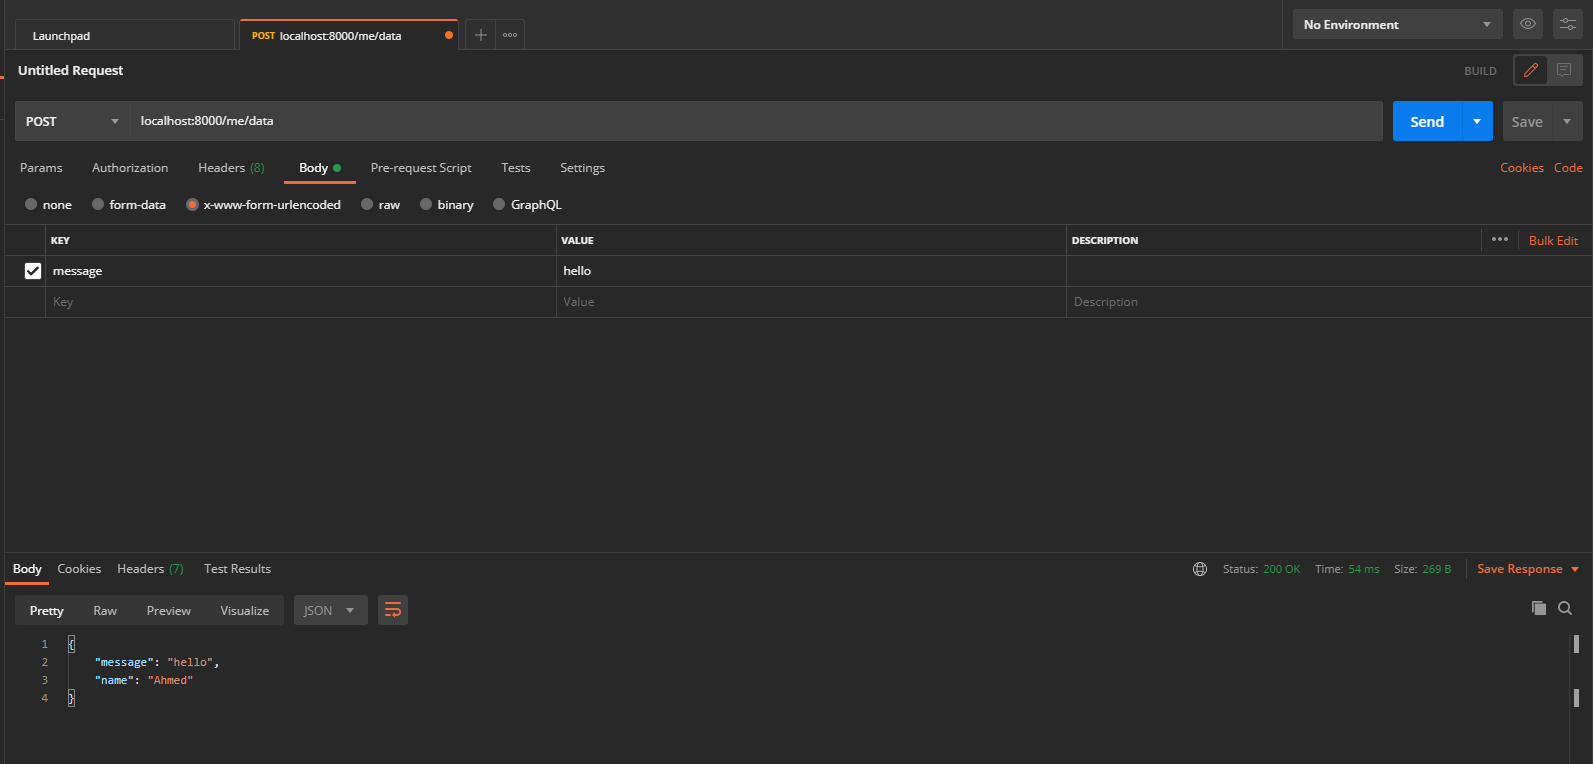 Launchpad
POST localhost:8000/me/data
No Environment
Untitled Request
BUILD
POST
localhost:8000/me/data
Send
Save
Params Authorization Headers (8) Body Pre-request Script Tests Settings
Cookies Code
none form-data x-www-form-urlencoded raw binary GraphQL
KEY VALUE DESCRIPTION ••• Bulk Edit
message hello
Key Value Description
Body Cookies Headers (7) Test Results
Status: 200 OK Time: 54 ms Size: 269 B Save Response
Pretty Raw Preview Visualize JSON
1 {
2 "message": "hello",
3 "name": "Ahmed"
4 }